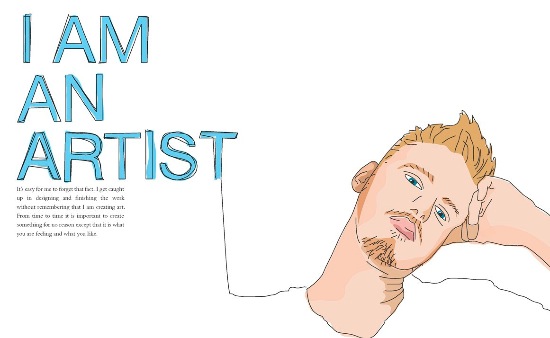 I AM
AN
ARTIST
It's easy for me to forget that fact. I get caught
up in designing and finishing the work
without remembering that I am creating art.
From time to time it is important to create
something for no reason except that it is what
you are feeling and what you like.